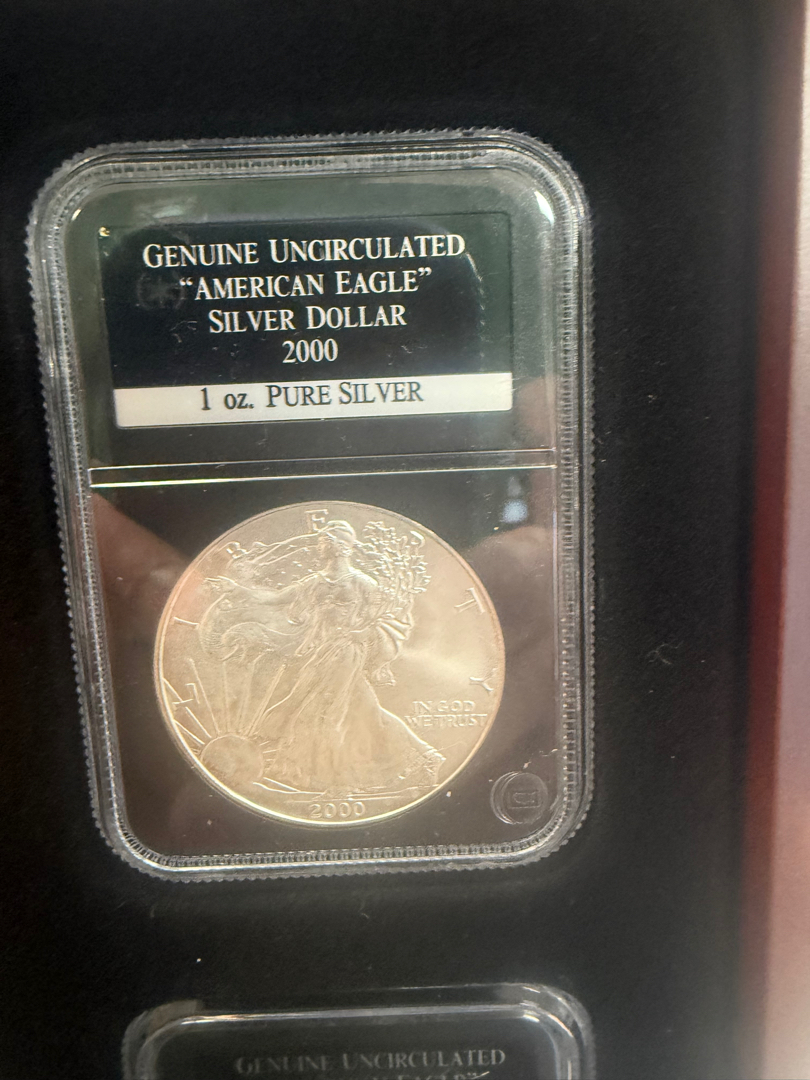 GENUINE UNCIRCULATED
"AMERICAN EAGLE"
SILVER DOLLAR
2000
1 oz. PURE SILVER
LIBERTY
IN GOD
WE TRUST
2000
GENUINE UNCIRCULATED